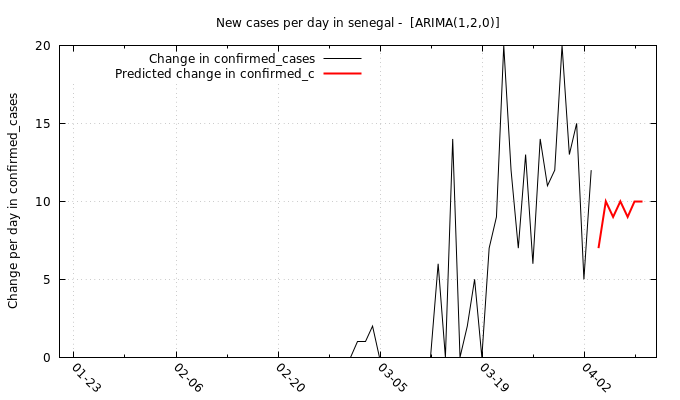 New cases per day in senegal -  [ARIMA(1,2,0)]
Change in confirmed_cases
Predicted change in confirmed_c
Change per day in confirmed_cases
20
15
10
5
0
01-23
02-06
02-20
03-05
03-19
04-02